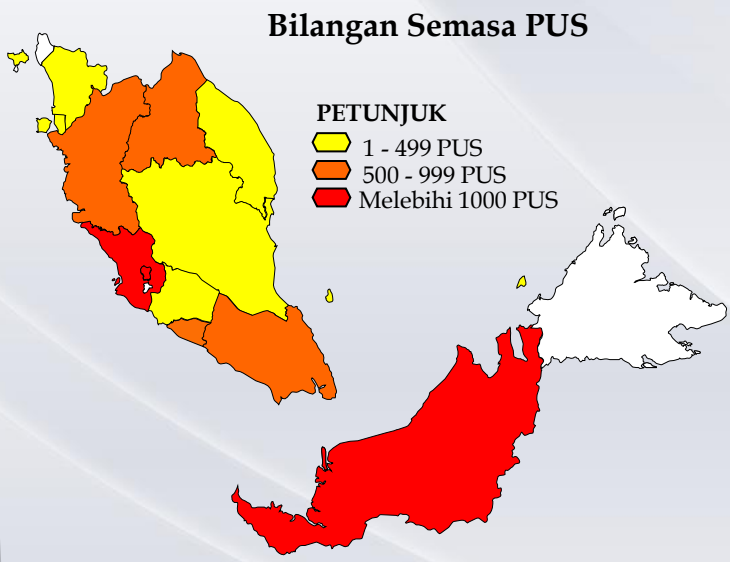 Bilangan Semasa PUS
PETUNJUK
1 - 499 PUS
500 - 999 PUS
Melebihi 1000 PUS